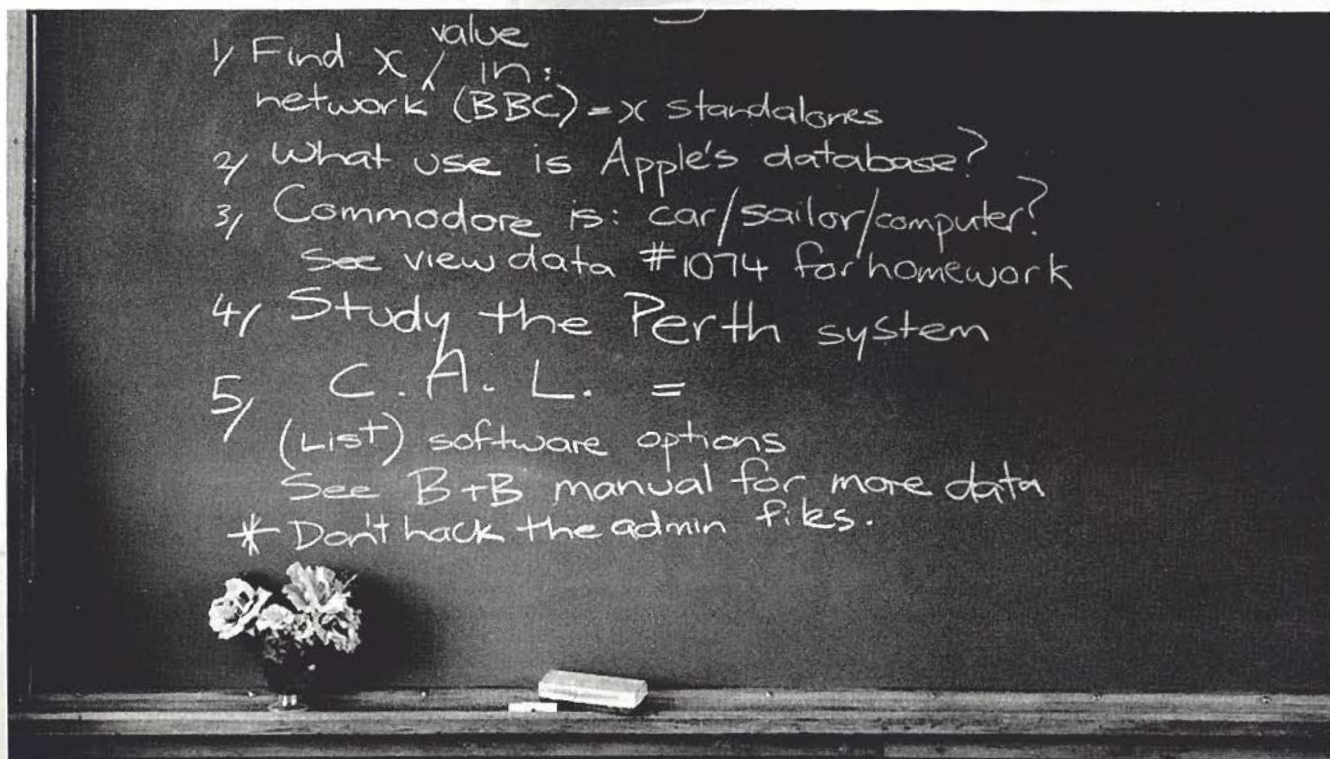 1/ Find x value in:
network (BBC) = x standalones
2/ What use is Apple's database?
3/ Commodore is: car/sailor/computer?
See viewdata #1074 for homework
4/ Study the Perth system
5/ C.A.L. =
(List) software options
See B+B manual for more data
* Don't hack the admin files.